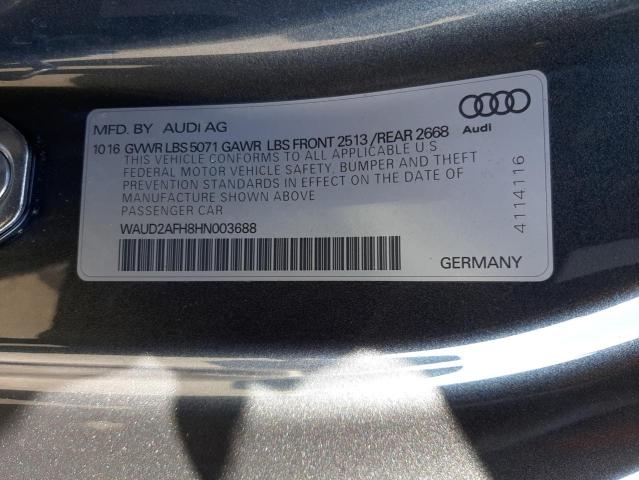 MFD. BY AUDI AG
Audi
10 16 GVWR LBS 5071 GAWR LBS FRONT 2513 /REAR 2668
THIS VEHICLE CONFORMS TO ALL APPLICABLE U S
FEDERAL MOTOR VEHICLE SAFETY, BUMPER AND THEFT
PREVENTION STANDARDS IN EFFECT ON THE DATE OF
MANUFACTURE SHOWN ABOVE
PASSENGER CAR
WAUD2AFH8HN003688
4114116
GERMANY